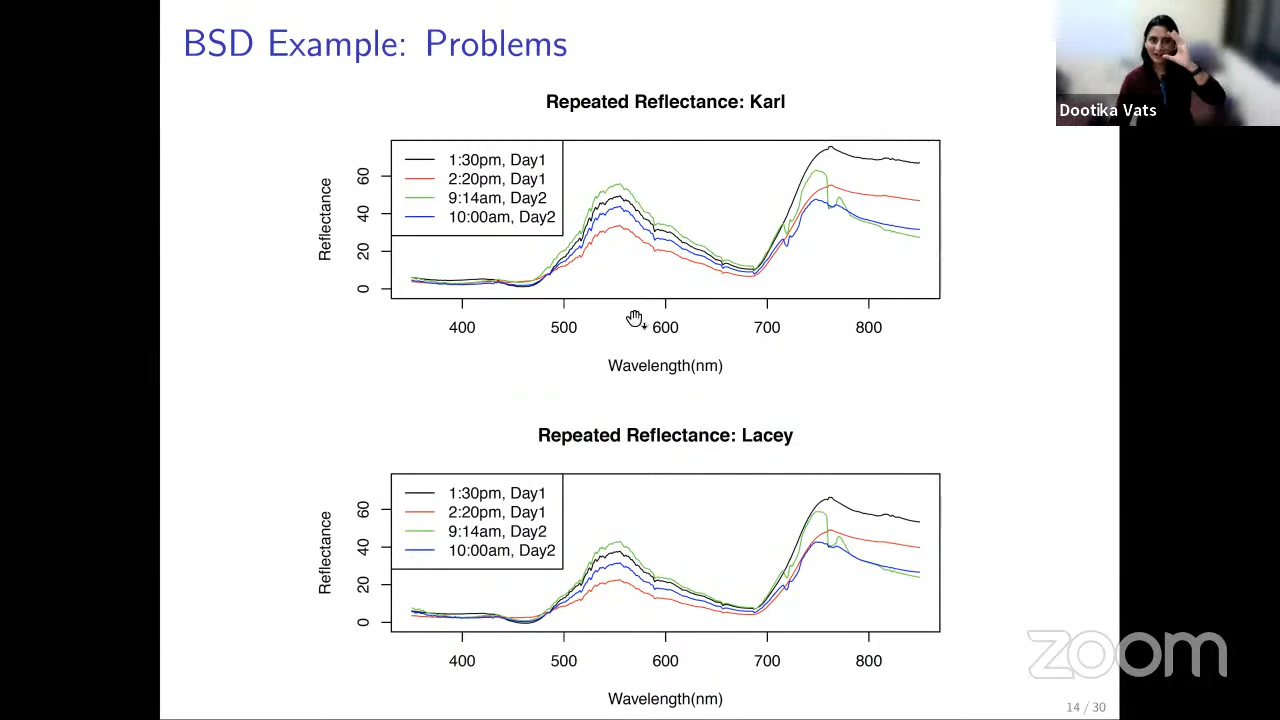 BSD Example: Problems
Dootika Vats
Repeated Reflectance: Karl
1:30pm, Day1
2:20pm, Day1
9:14am, Day2
10:00am, Day2
Reflectance
60
40
20
0
400 500 600 700 800
Wavelength(nm)
Repeated Reflectance: Lacey
1:30pm, Day1
2:20pm, Day1
9:14am, Day2
10:00am, Day2
Reflectance
60
40
20
0
400 500 600 700 800
Wavelength(nm)
zoom
14 / 30